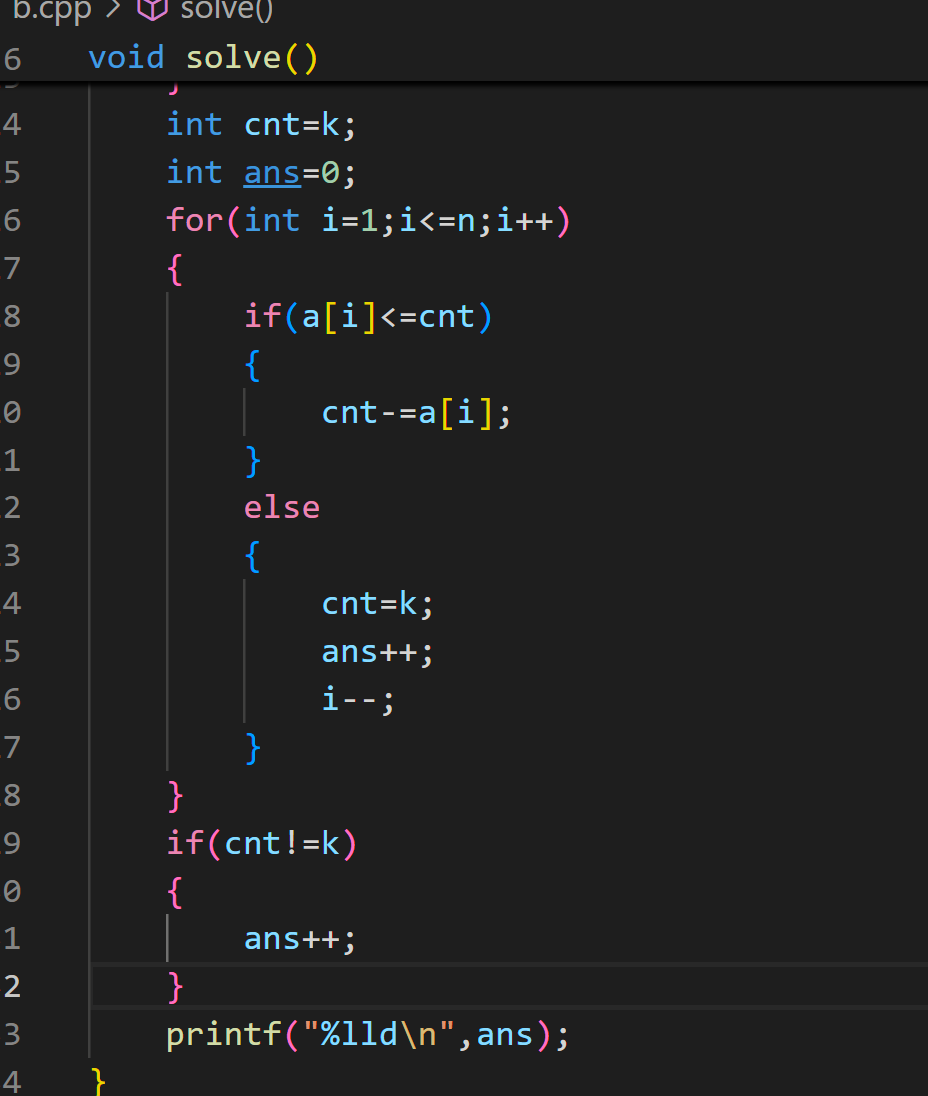 b.cpp > solve()
6 void solve()
}
4 int cnt=k;
5 int ans=0;
6 for(int i=1;i<=n;i++)
7 {
8 if(a[i]<=cnt)
9 {
0 cnt-=a[i];
1 }
2 else
3 {
4 cnt=k;
5 ans++;
6 i--;
7 }
8 }
9 if(cnt!=k)
0 {
1 ans++;
2 }
3 printf("%lld\n",ans);
4 }